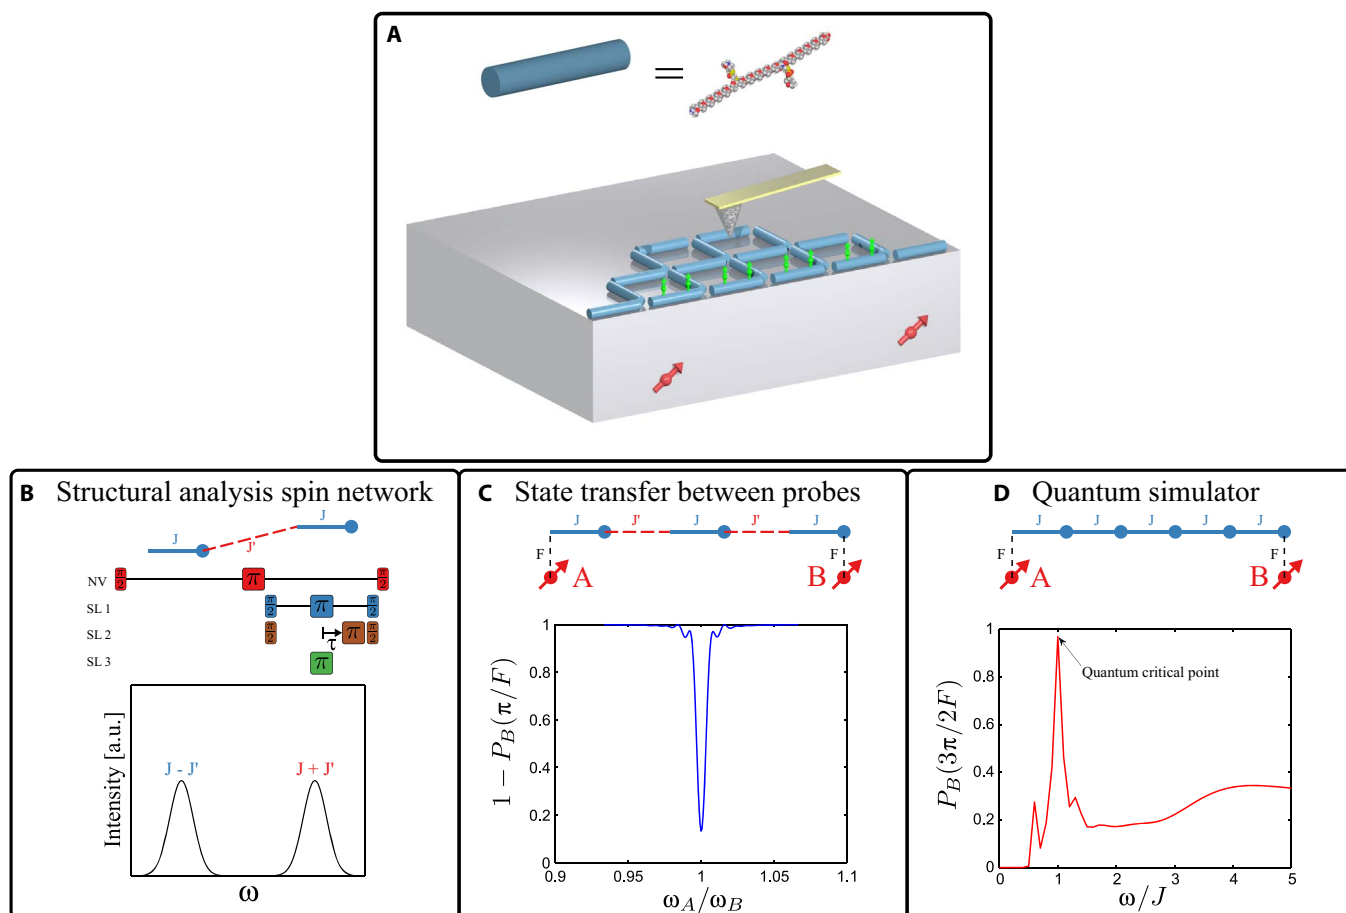 A
=
B Structural analysis spin network
J J' J
NV π/2 π π/2
SL 1 π/2 π π/2
SL 2 π/2 τ π π/2
SL 3 π
Intensity [a.u.]
J - J' J + J'
ω
C State transfer between probes
J J' J J' J
F F
A B
1 − P_B(π/F)
1
0.8
0.6
0.4
0.2
0
0.9 0.95 1 1.05 1.1
ω_A/ω_B
D Quantum simulator
J J J J J
F F
A B
P_B(3π/2F)
1
0.8
0.6
0.4
0.2
0
Quantum critical point
0 1 2 3 4 5
ω/J